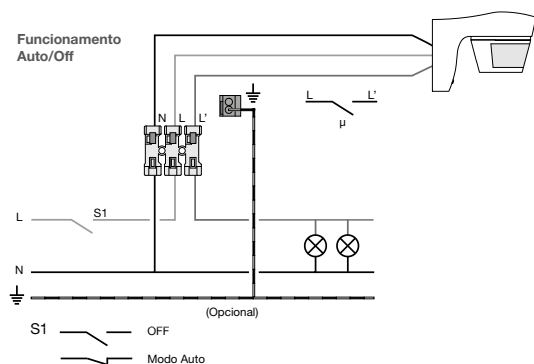 Funcionamento
Auto/Off
N L L'
L L'
µ
L S1
N
(Opcional)
S1 OFF
Modo Auto